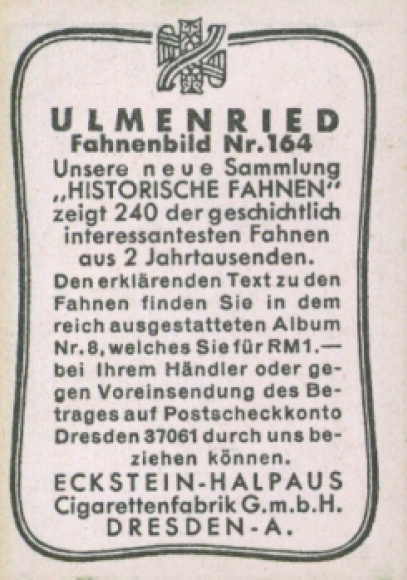 ULMENRIED
Fahnenbild Nr. 164
Unsere neue Sammlung
„HISTORISCHE FAHNEN“
zeigt 240 der geschichtlich
interessantesten Fahnen
aus 2 Jahrtausenden.
Den erklärenden Text zu den
Fahnen finden Sie in dem
reich ausgestatteten Album
Nr. 8, welches Sie für RM 1.—
bei Ihrem Händler oder ge-
gen Voreinsendung des Be-
trages auf Postscheckkonto
Dresden 37061 durch uns be-
ziehen können.
ECKSTEIN-HALPAUS
Cigarettenfabrik G.m.b.H.
DRESDEN-A.